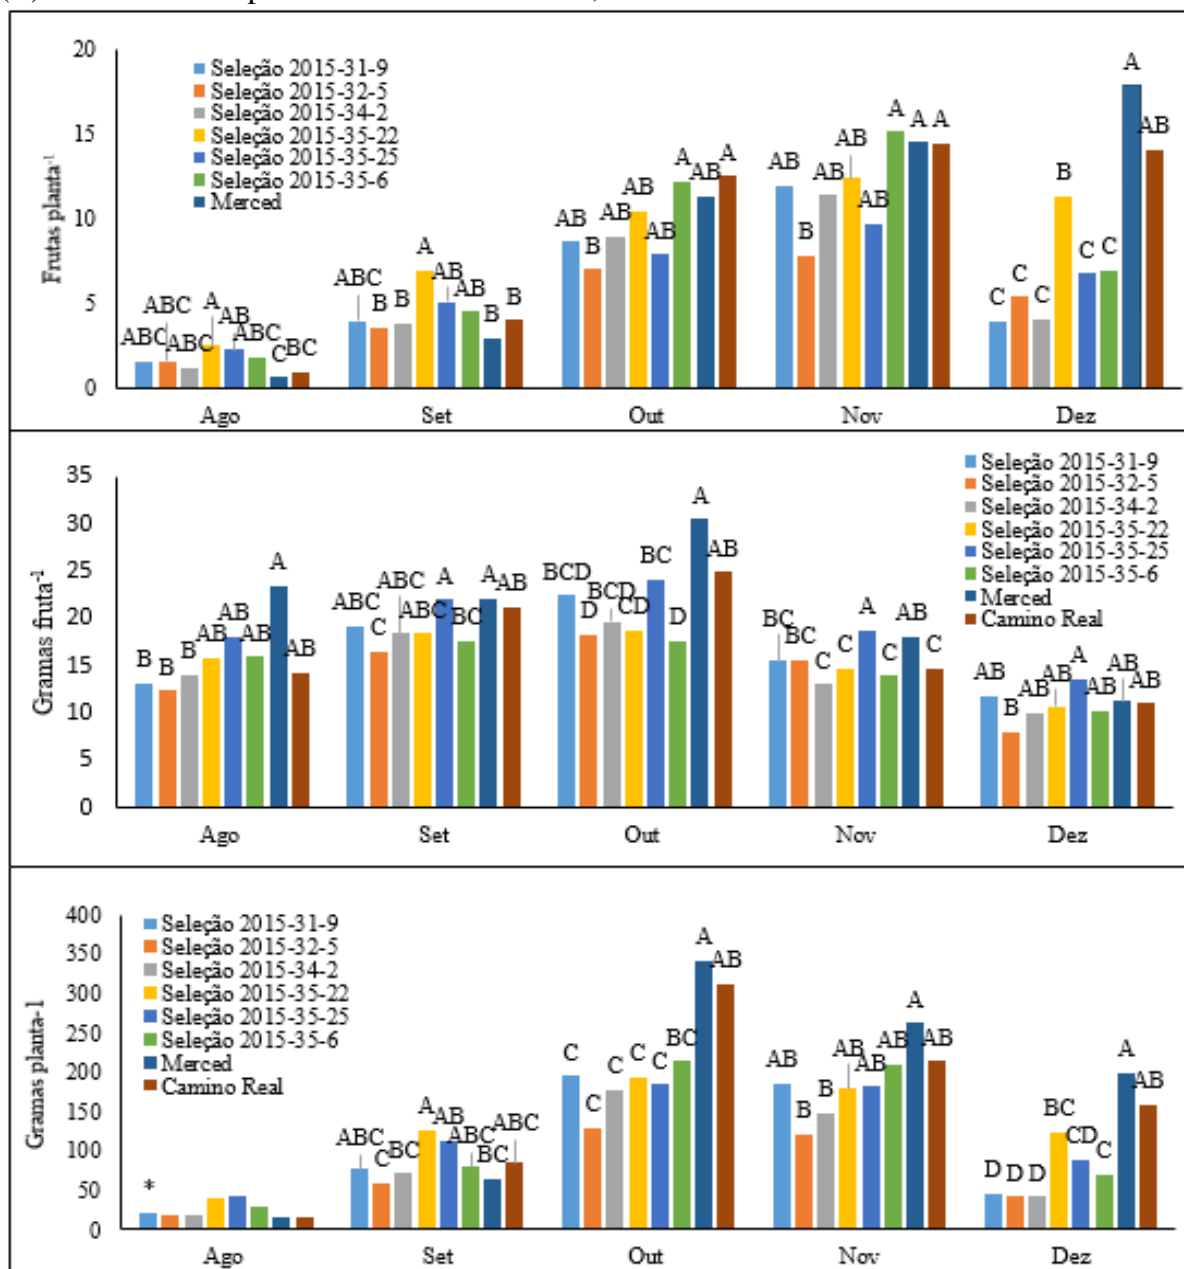 20
15
10
5
0
Frutas planta⁻¹
Seleção 2015-31-9
Seleção 2015-32-5
Seleção 2015-34-2
Seleção 2015-35-22
Seleção 2015-35-25
Seleção 2015-35-6
Merced
ABC ABC ABC A AB ABC C BC
ABC B B A AB AB B B
AB B AB AB AB A AB A
AB B AB AB AB A A A
C C C B C C A AB
Ago Set Out Nov Dez
35
30
25
20
15
10
5
0
Gramas fruta⁻¹
Seleção 2015-31-9
Seleção 2015-32-5
Seleção 2015-34-2
Seleção 2015-35-22
Seleção 2015-35-25
Seleção 2015-35-6
Merced
Camino Real
B B B AB AB AB A AB
ABC C ABC ABC A BC A AB
BCD D BCD CD BC D A AB
BC BC C C A C AB C
AB B AB AB A AB AB AB
Ago Set Out Nov Dez
400
350
300
250
200
150
100
50
0
Gramas planta-1
Seleção 2015-31-9
Seleção 2015-32-5
Seleção 2015-34-2
Seleção 2015-35-22
Seleção 2015-35-25
Seleção 2015-35-6
Merced
Camino Real
*
ABC C BC A AB ABC BC ABC
C C C C C BC A AB
AB B B AB AB AB A AB
D D D BC CD C A AB
Ago Set Out Nov Dez